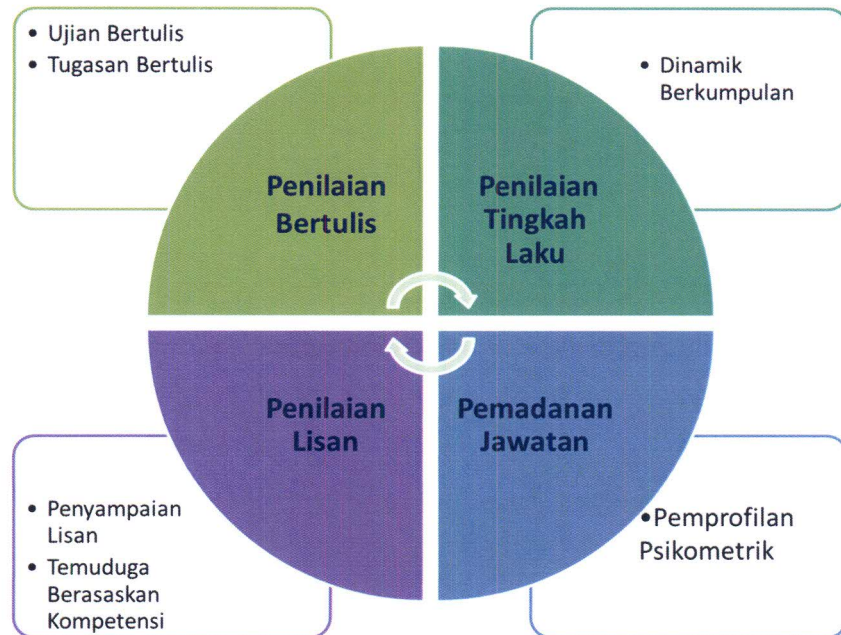 • Ujian Bertulis
• Tugasan Bertulis
• Dinamik
Berkumpulan
Penilaian
Bertulis
Penilaian
Tingkah
Laku
Penilaian
Lisan
Pemadanan
Jawatan
• Penyampaian
Lisan
• Temuduga
Berasaskan
Kompetensi
•Pemprofilan
Psikometrik